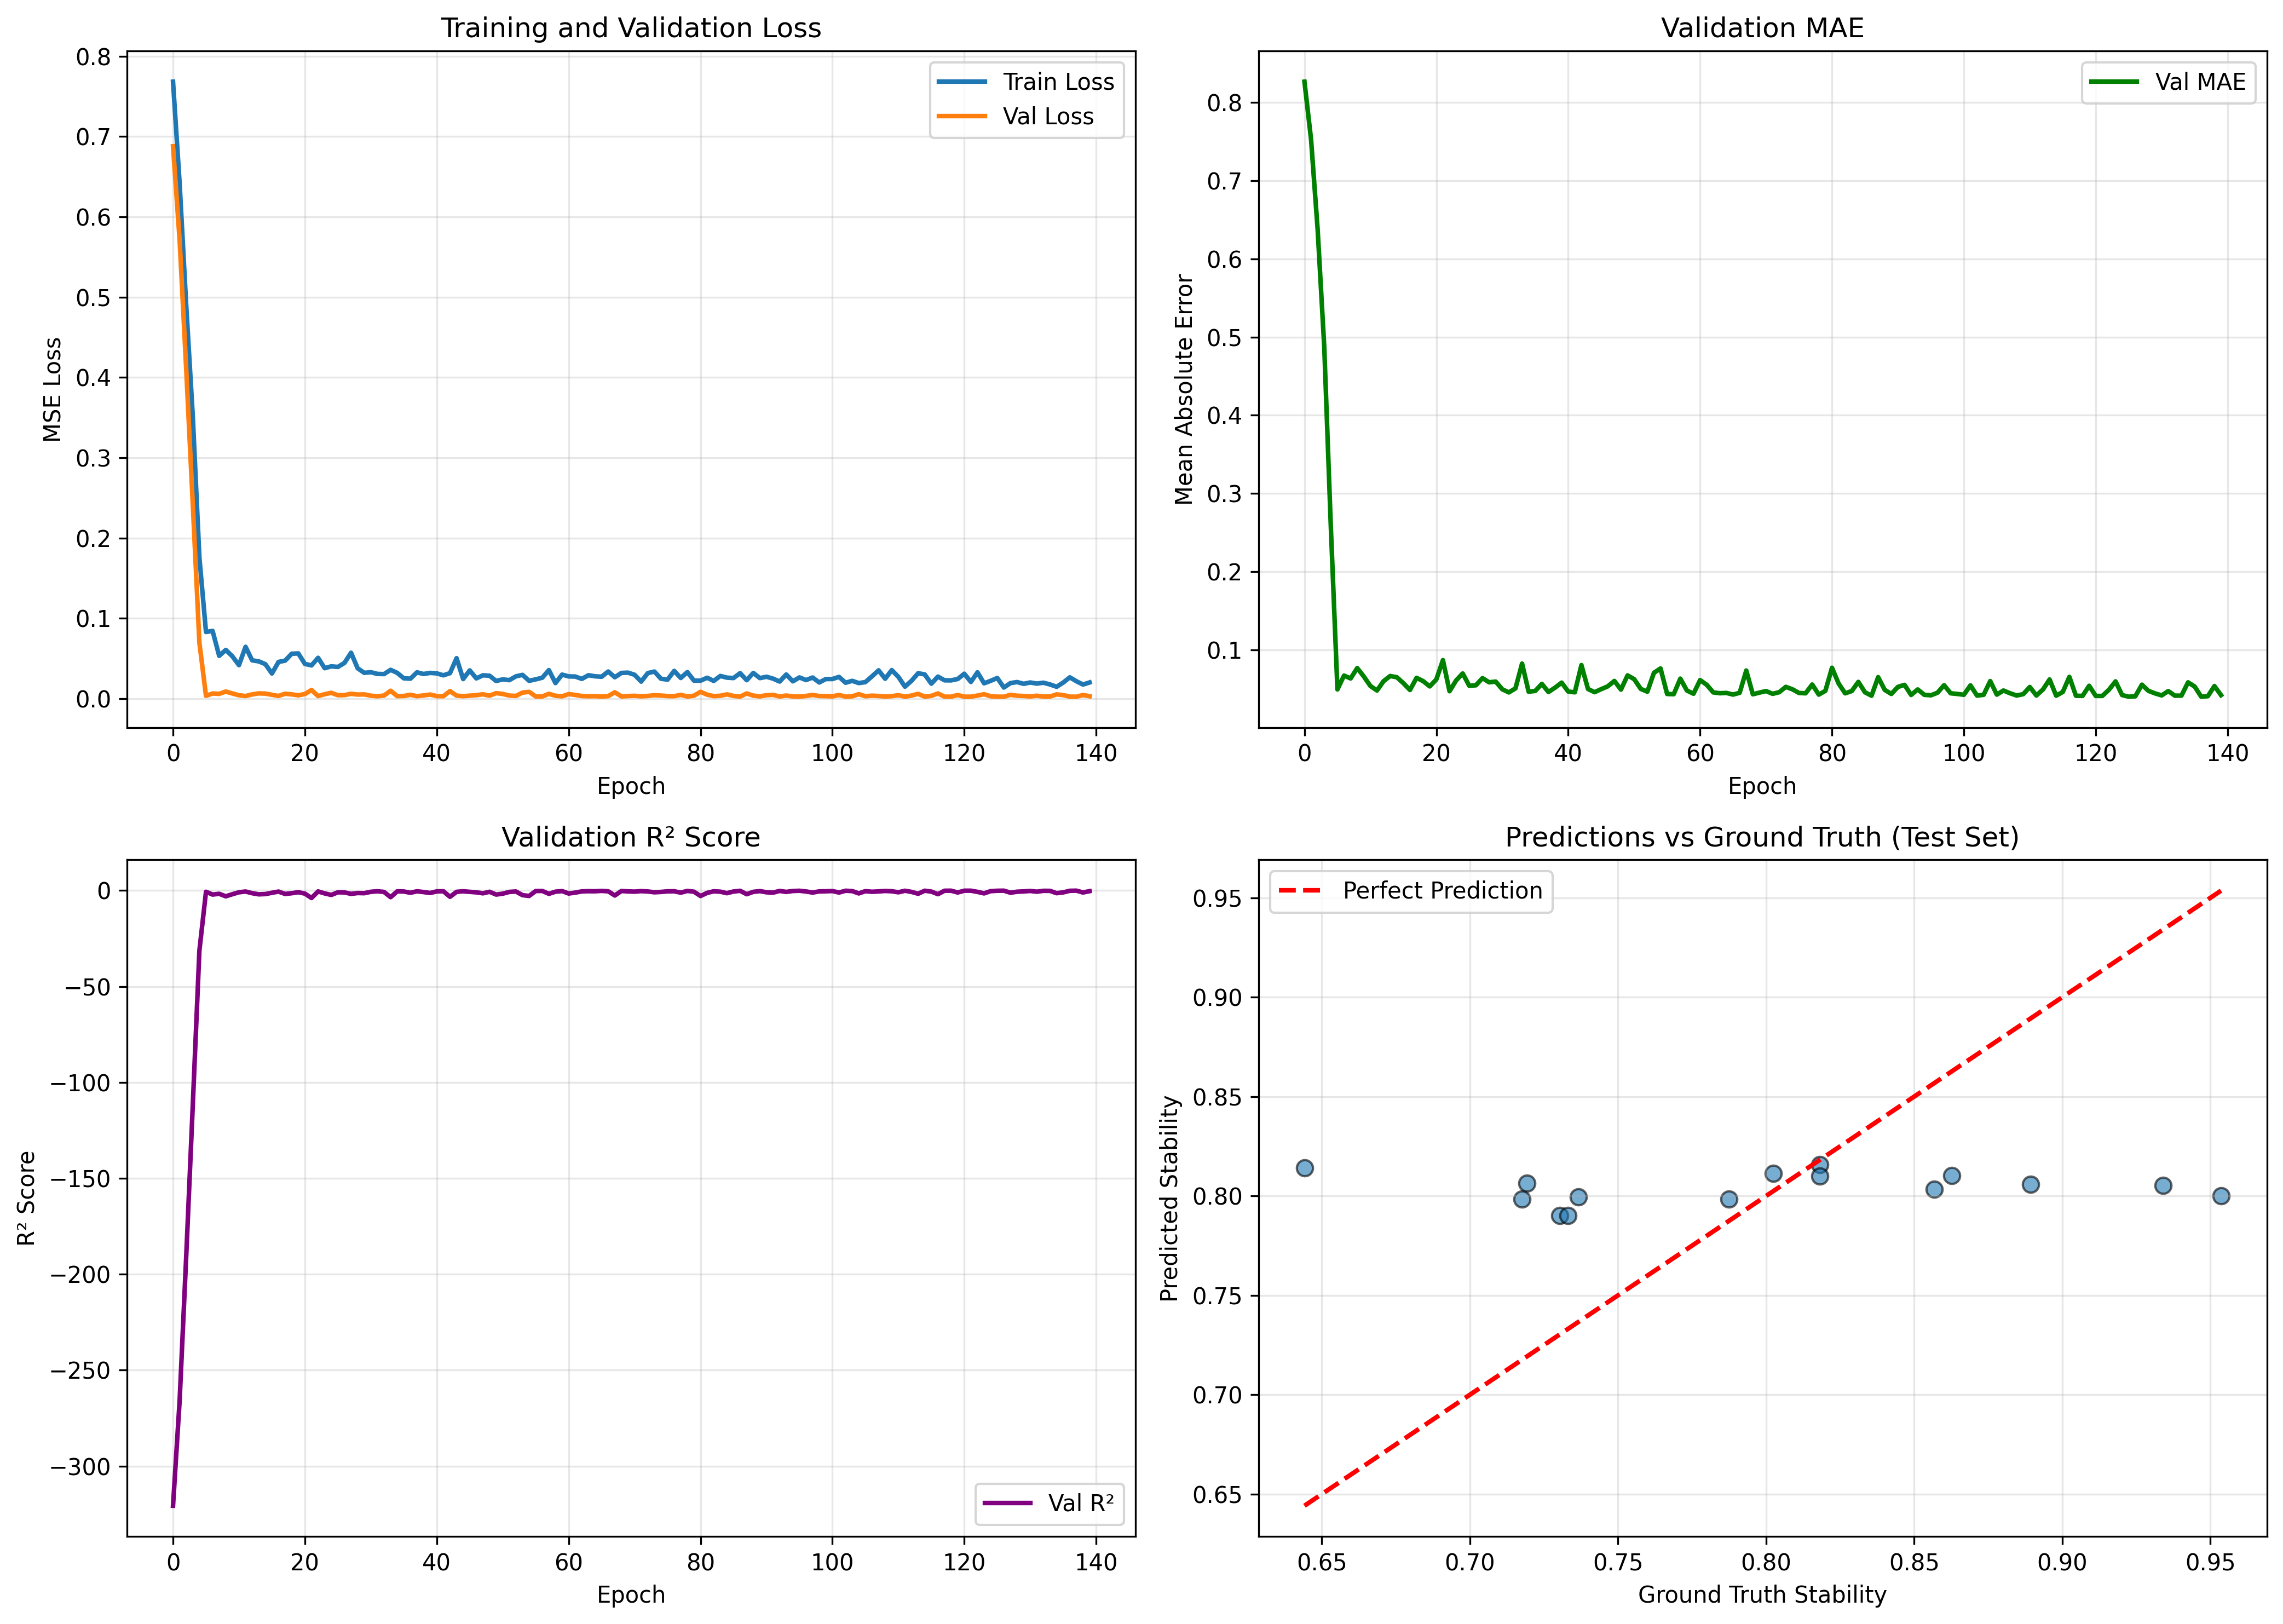 Training and Validation Loss
0.8
0.7
0.6
0.5
0.4
0.3
0.2
0.1
0.0
MSE Loss
Train Loss
Val Loss
0 20 40 60 80 100 120 140
Epoch
Validation MAE
0.8
0.7
0.6
0.5
0.4
0.3
0.2
0.1
Mean Absolute Error
Val MAE
0 20 40 60 80 100 120 140
Epoch
Validation R² Score
0
−50
−100
−150
−200
−250
−300
R² Score
Val R²
0 20 40 60 80 100 120 140
Epoch
Predictions vs Ground Truth (Test Set)
0.95
0.90
0.85
0.80
0.75
0.70
0.65
Predicted Stability
Perfect Prediction
0.65 0.70 0.75 0.80 0.85 0.90 0.95
Ground Truth Stability